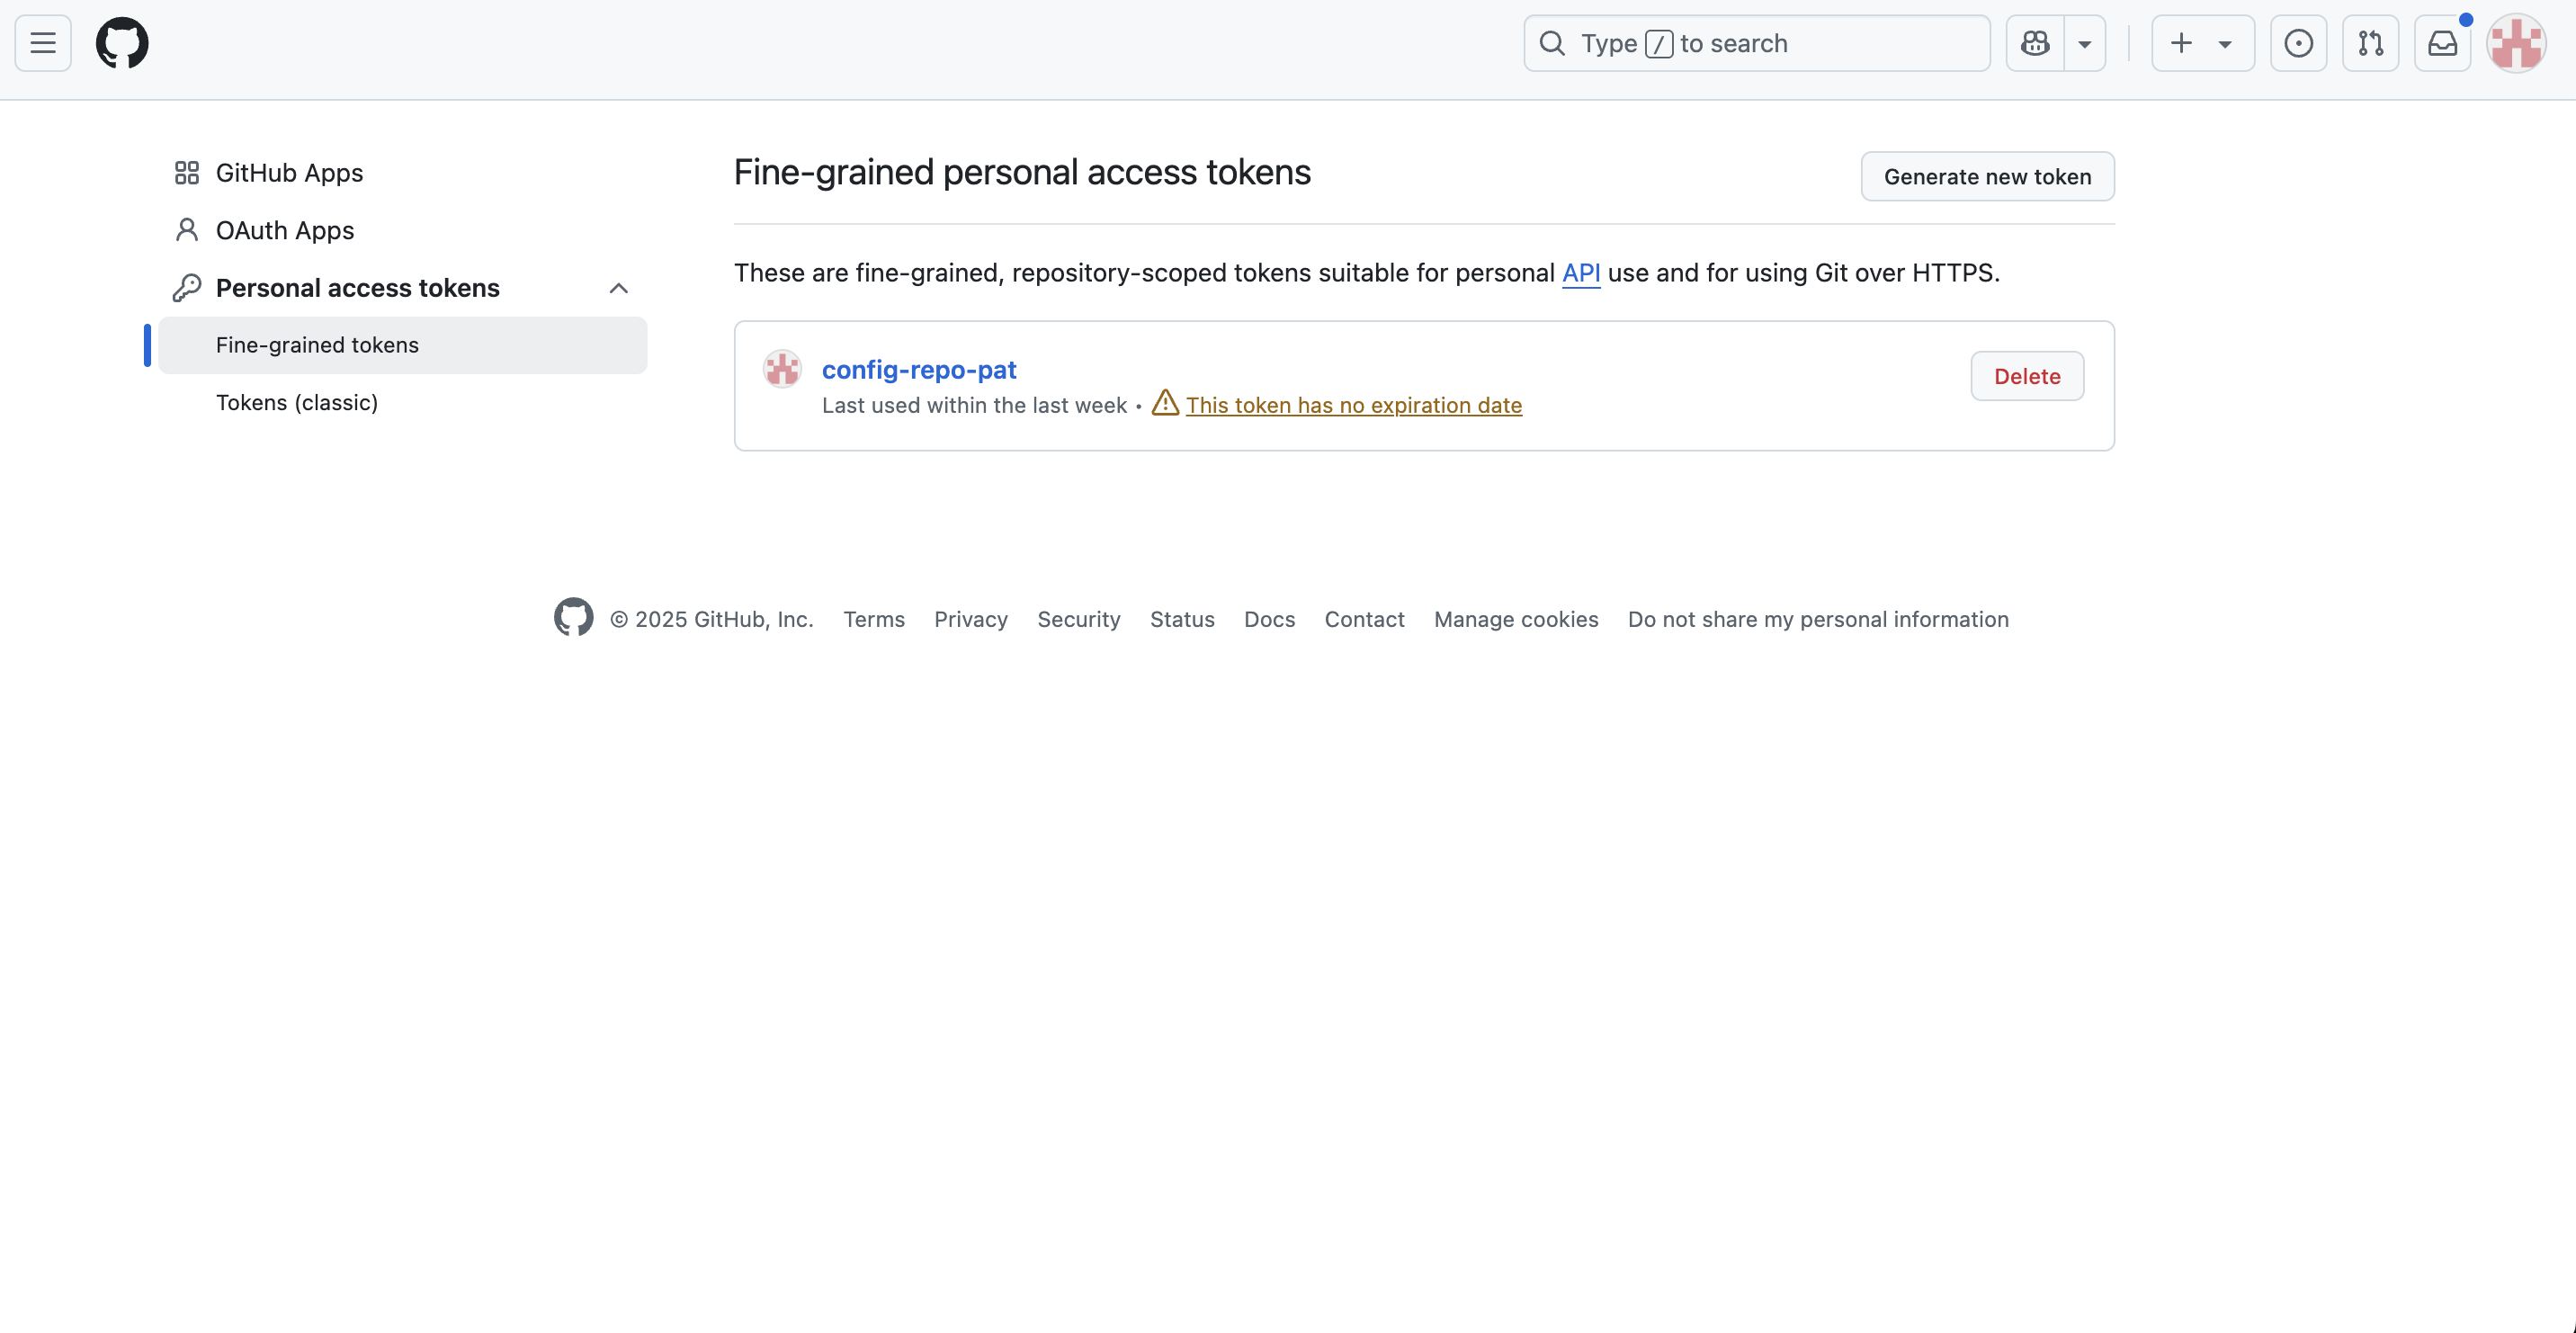 Type / to search
GitHub Apps
OAuth Apps
Personal access tokens
Fine-grained tokens
Tokens (classic)
Fine-grained personal access tokens
Generate new token
These are fine-grained, repository-scoped tokens suitable for personal API use and for using Git over HTTPS.
config-repo-pat
Last used within the last week • This token has no expiration date
Delete
© 2025 GitHub, Inc. Terms Privacy Security Status Docs Contact Manage cookies Do not share my personal information